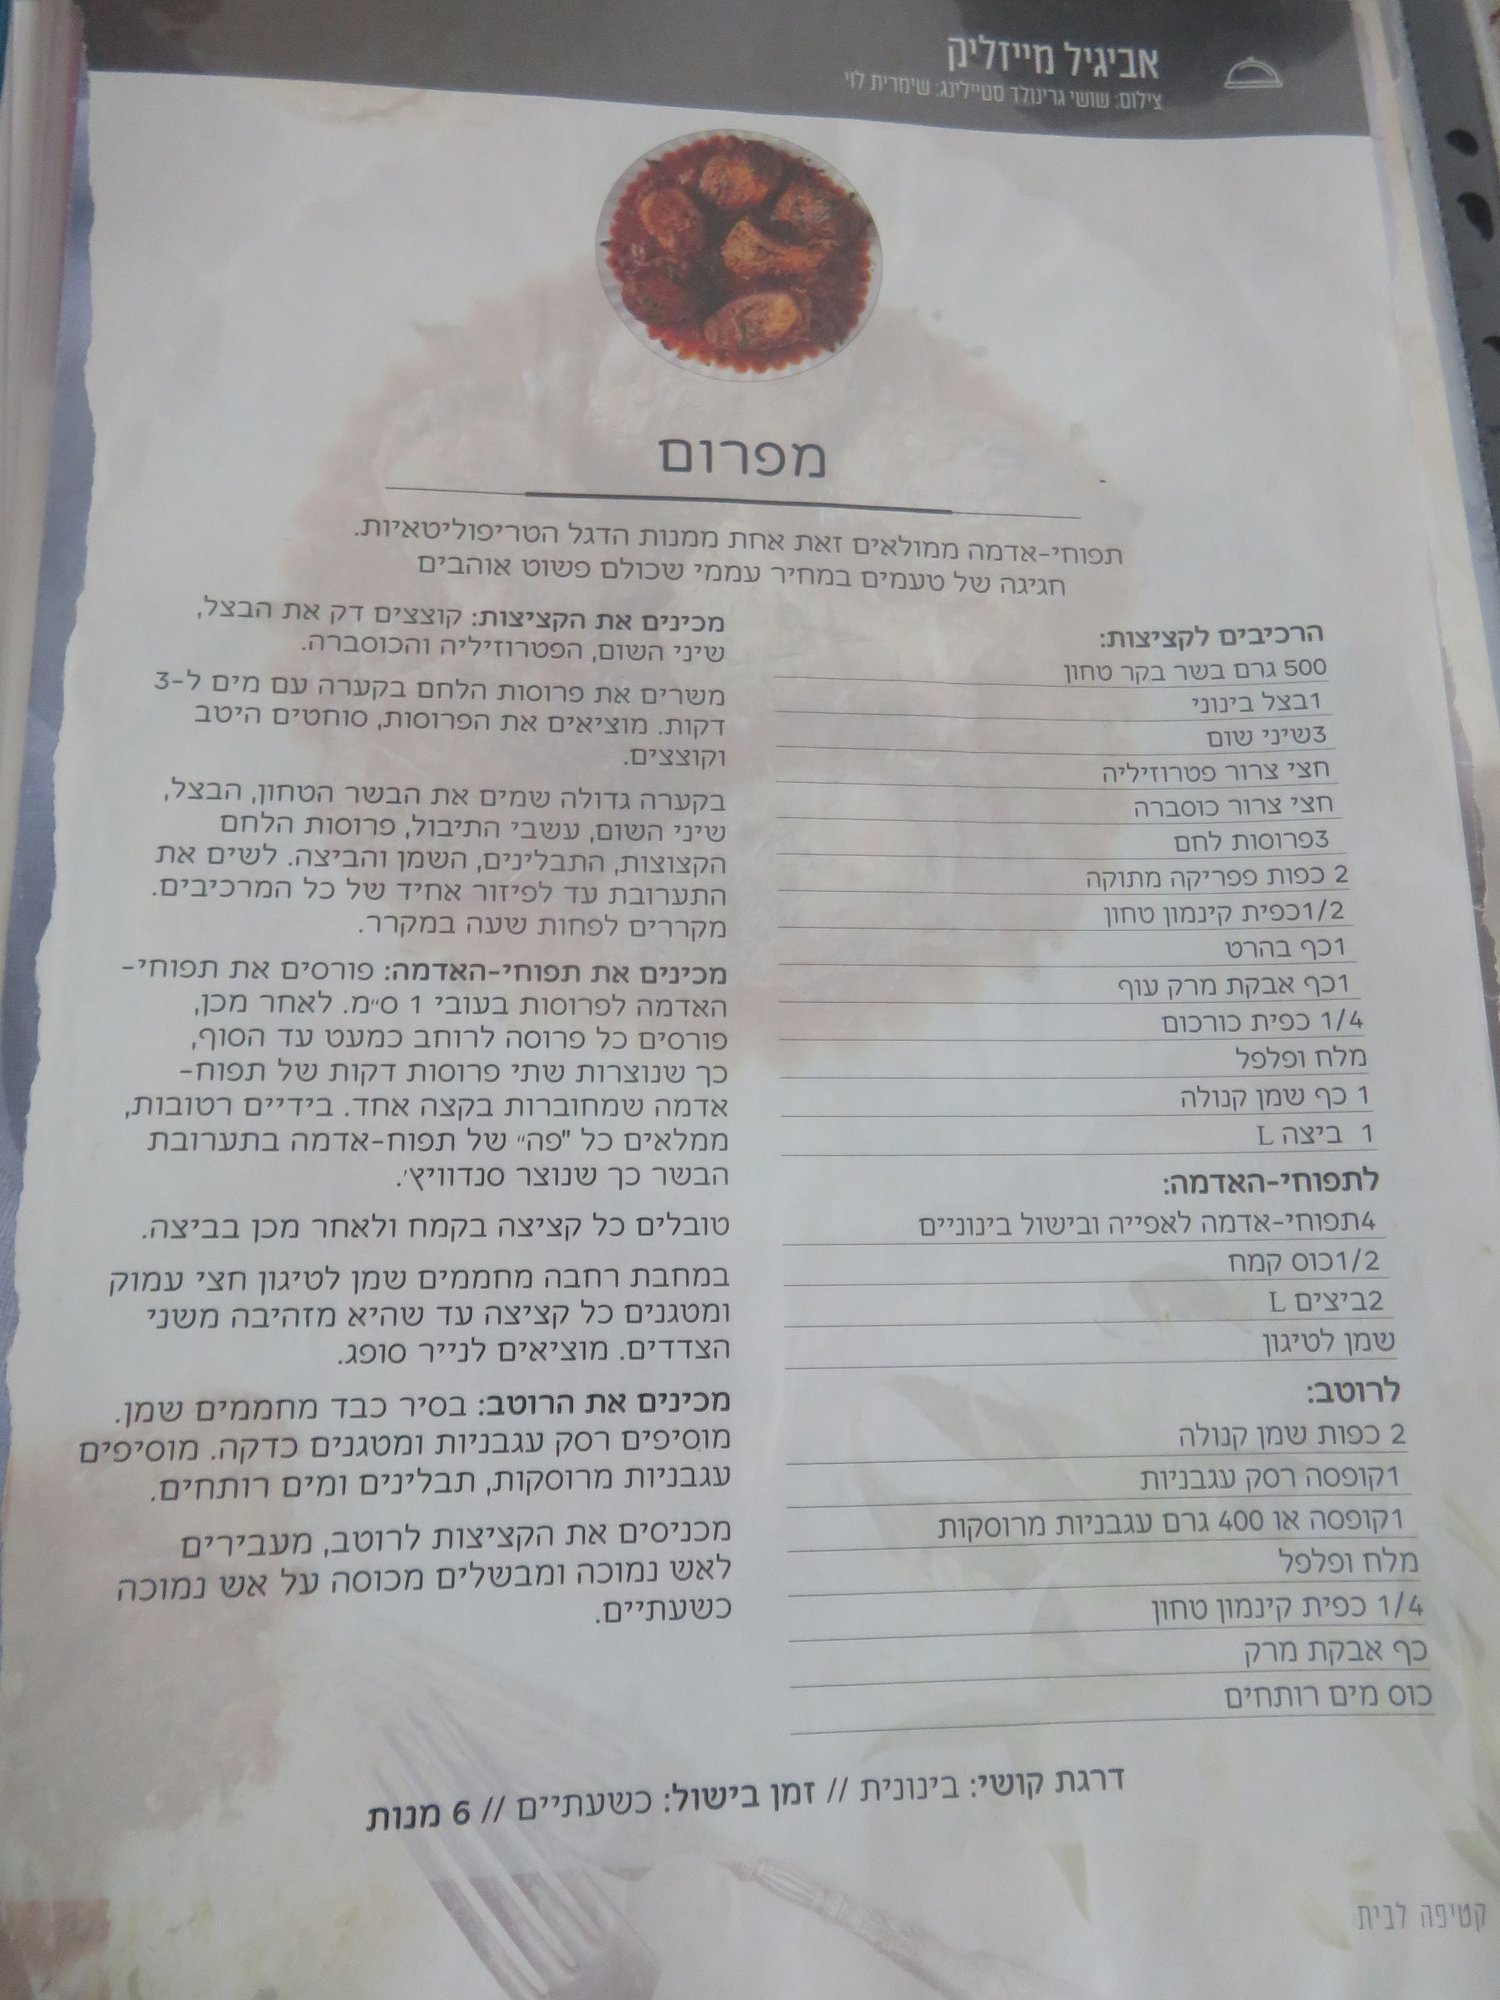 אביגיל מייזליק
צילום: שושי גרינולד סטיילינג: שימרית לוי
מפרום
תפוחי-אדמה ממולאים זאת אחת ממנות הדגל הטריפוליטאיות.
חגיגה של טעמים במחיר עממי שכולם פשוט אוהבים
הרכיבים לקציצות:
500 גרם בשר בקר טחון
1בצל בינוני
3שיני שום
חצי צרור פטרוזיליה
חצי צרור כוסברה
3פרוסות לחם
2 כפות פפריקה מתוקה
1/2כפית קינמון טחון
1כף בהרט
1כף אבקת מרק עוף
1/4 כפית כורכום
מלח ופלפל
1 כף שמן קנולה
1 ביצה L
לתפוחי-האדמה:
4תפוחי-אדמה לאפייה ובישול בינוניים
1/2כוס קמח
2ביצים L
שמן לטיגון
לרוטב:
2 כפות שמן קנולה
1קופסה רסק עגבניות
1קופסה או 400 גרם עגבניות מרוסקות
מלח ופלפל
1/4 כפית קינמון טחון
כף אבקת מרק
כוס מים רותחים
מכינים את הקציצות: קוצצים דק את הבצל,
שיני השום, הפטרוזיליה והכוסברה.
משרים את פרוסות הלחם בקערה עם מים ל-3
דקות. מוציאים את הפרוסות, סוחטים היטב
וקוצצים.
בקערה גדולה שמים את הבשר הטחון, הבצל,
שיני השום, עשבי התיבול, פרוסות הלחם
הקצוצות, התבלינים, השמן והביצה. לשים את
התערובת עד לפיזור אחיד של כל המרכיבים.
מקררים לפחות שעה במקרר.
מכינים את תפוחי-האדמה: פורסים את תפוחי-
האדמה לפרוסות בעובי 1 ס״מ. לאחר מכן,
פורסים כל פרוסה לרוחב כמעט עד הסוף,
כך שנוצרות שתי פרוסות דקות של תפוח-
אדמה שמחוברות בקצה אחד. בידיים רטובות,
ממלאים כל "פה״ של תפוח-אדמה בתערובת
הבשר כך שנוצר סנדוויץ׳.
טובלים כל קציצה בקמח ולאחר מכן בביצה.
במחבת רחבה מחממים שמן לטיגון חצי עמוק
ומטגנים כל קציצה עד שהיא מזהיבה משני
הצדדים. מוציאים לנייר סופג.
מכינים את הרוטב: בסיר כבד מחממים שמן.
מוסיפים רסק עגבניות ומטגנים כדקה. מוסיפים
עגבניות מרוסקות, תבלינים ומים רותחים.
מכניסים את הקציצות לרוטב, מעבירים
לאש נמוכה ומבשלים מכוסה על אש נמוכה
כשעתיים.
דרגת קושי: בינונית // זמן בישול: כשעתיים // 6 מנות
קטיפה לבית